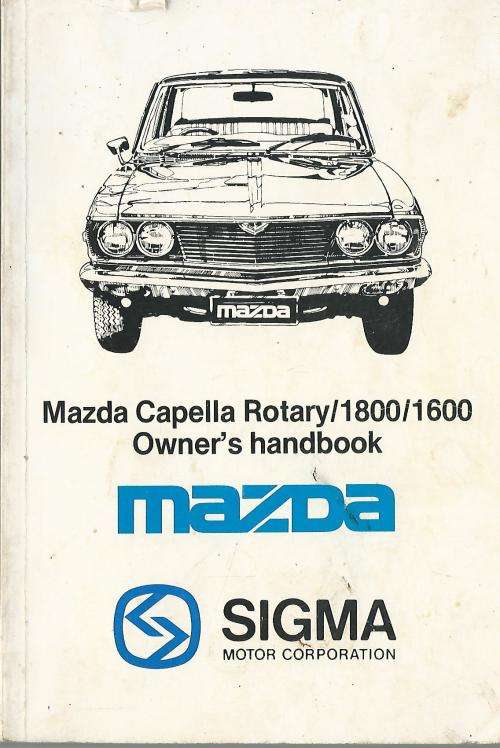 mazda
Mazda Capella Rotary/1800/1600
Owner's handbook
mazda
SIGMA
MOTOR CORPORATION